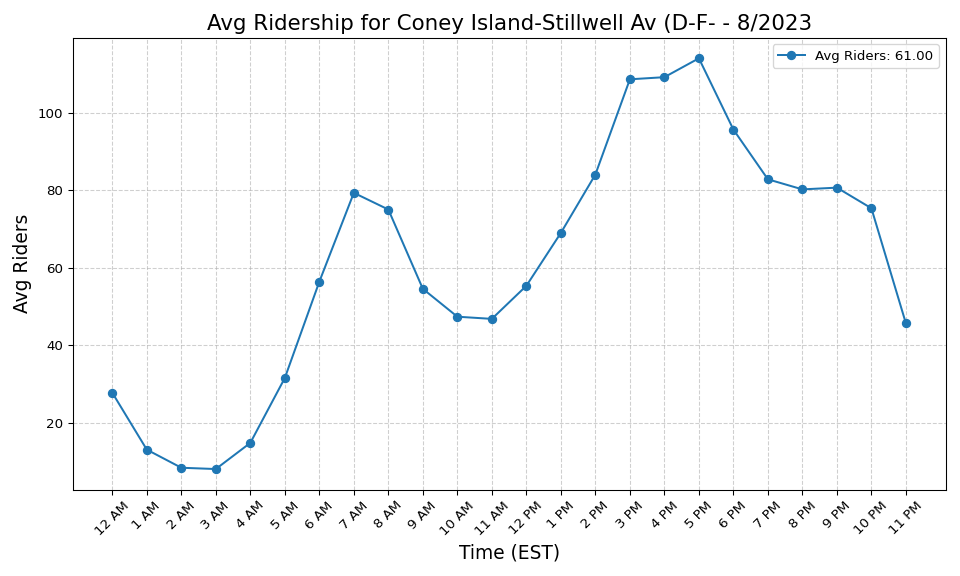 Avg Ridership for Coney Island-Stillwell Av (D-F- - 8/2023
Avg Riders: 61.00
Avg Riders
100
80
60
40
20
12 AM
1 AM
2 AM
3 AM
4 AM
5 AM
6 AM
7 AM
8 AM
9 AM
10 AM
11 AM
12 PM
1 PM
2 PM
3 PM
4 PM
5 PM
6 PM
7 PM
8 PM
9 PM
10 PM
11 PM
Time (EST)